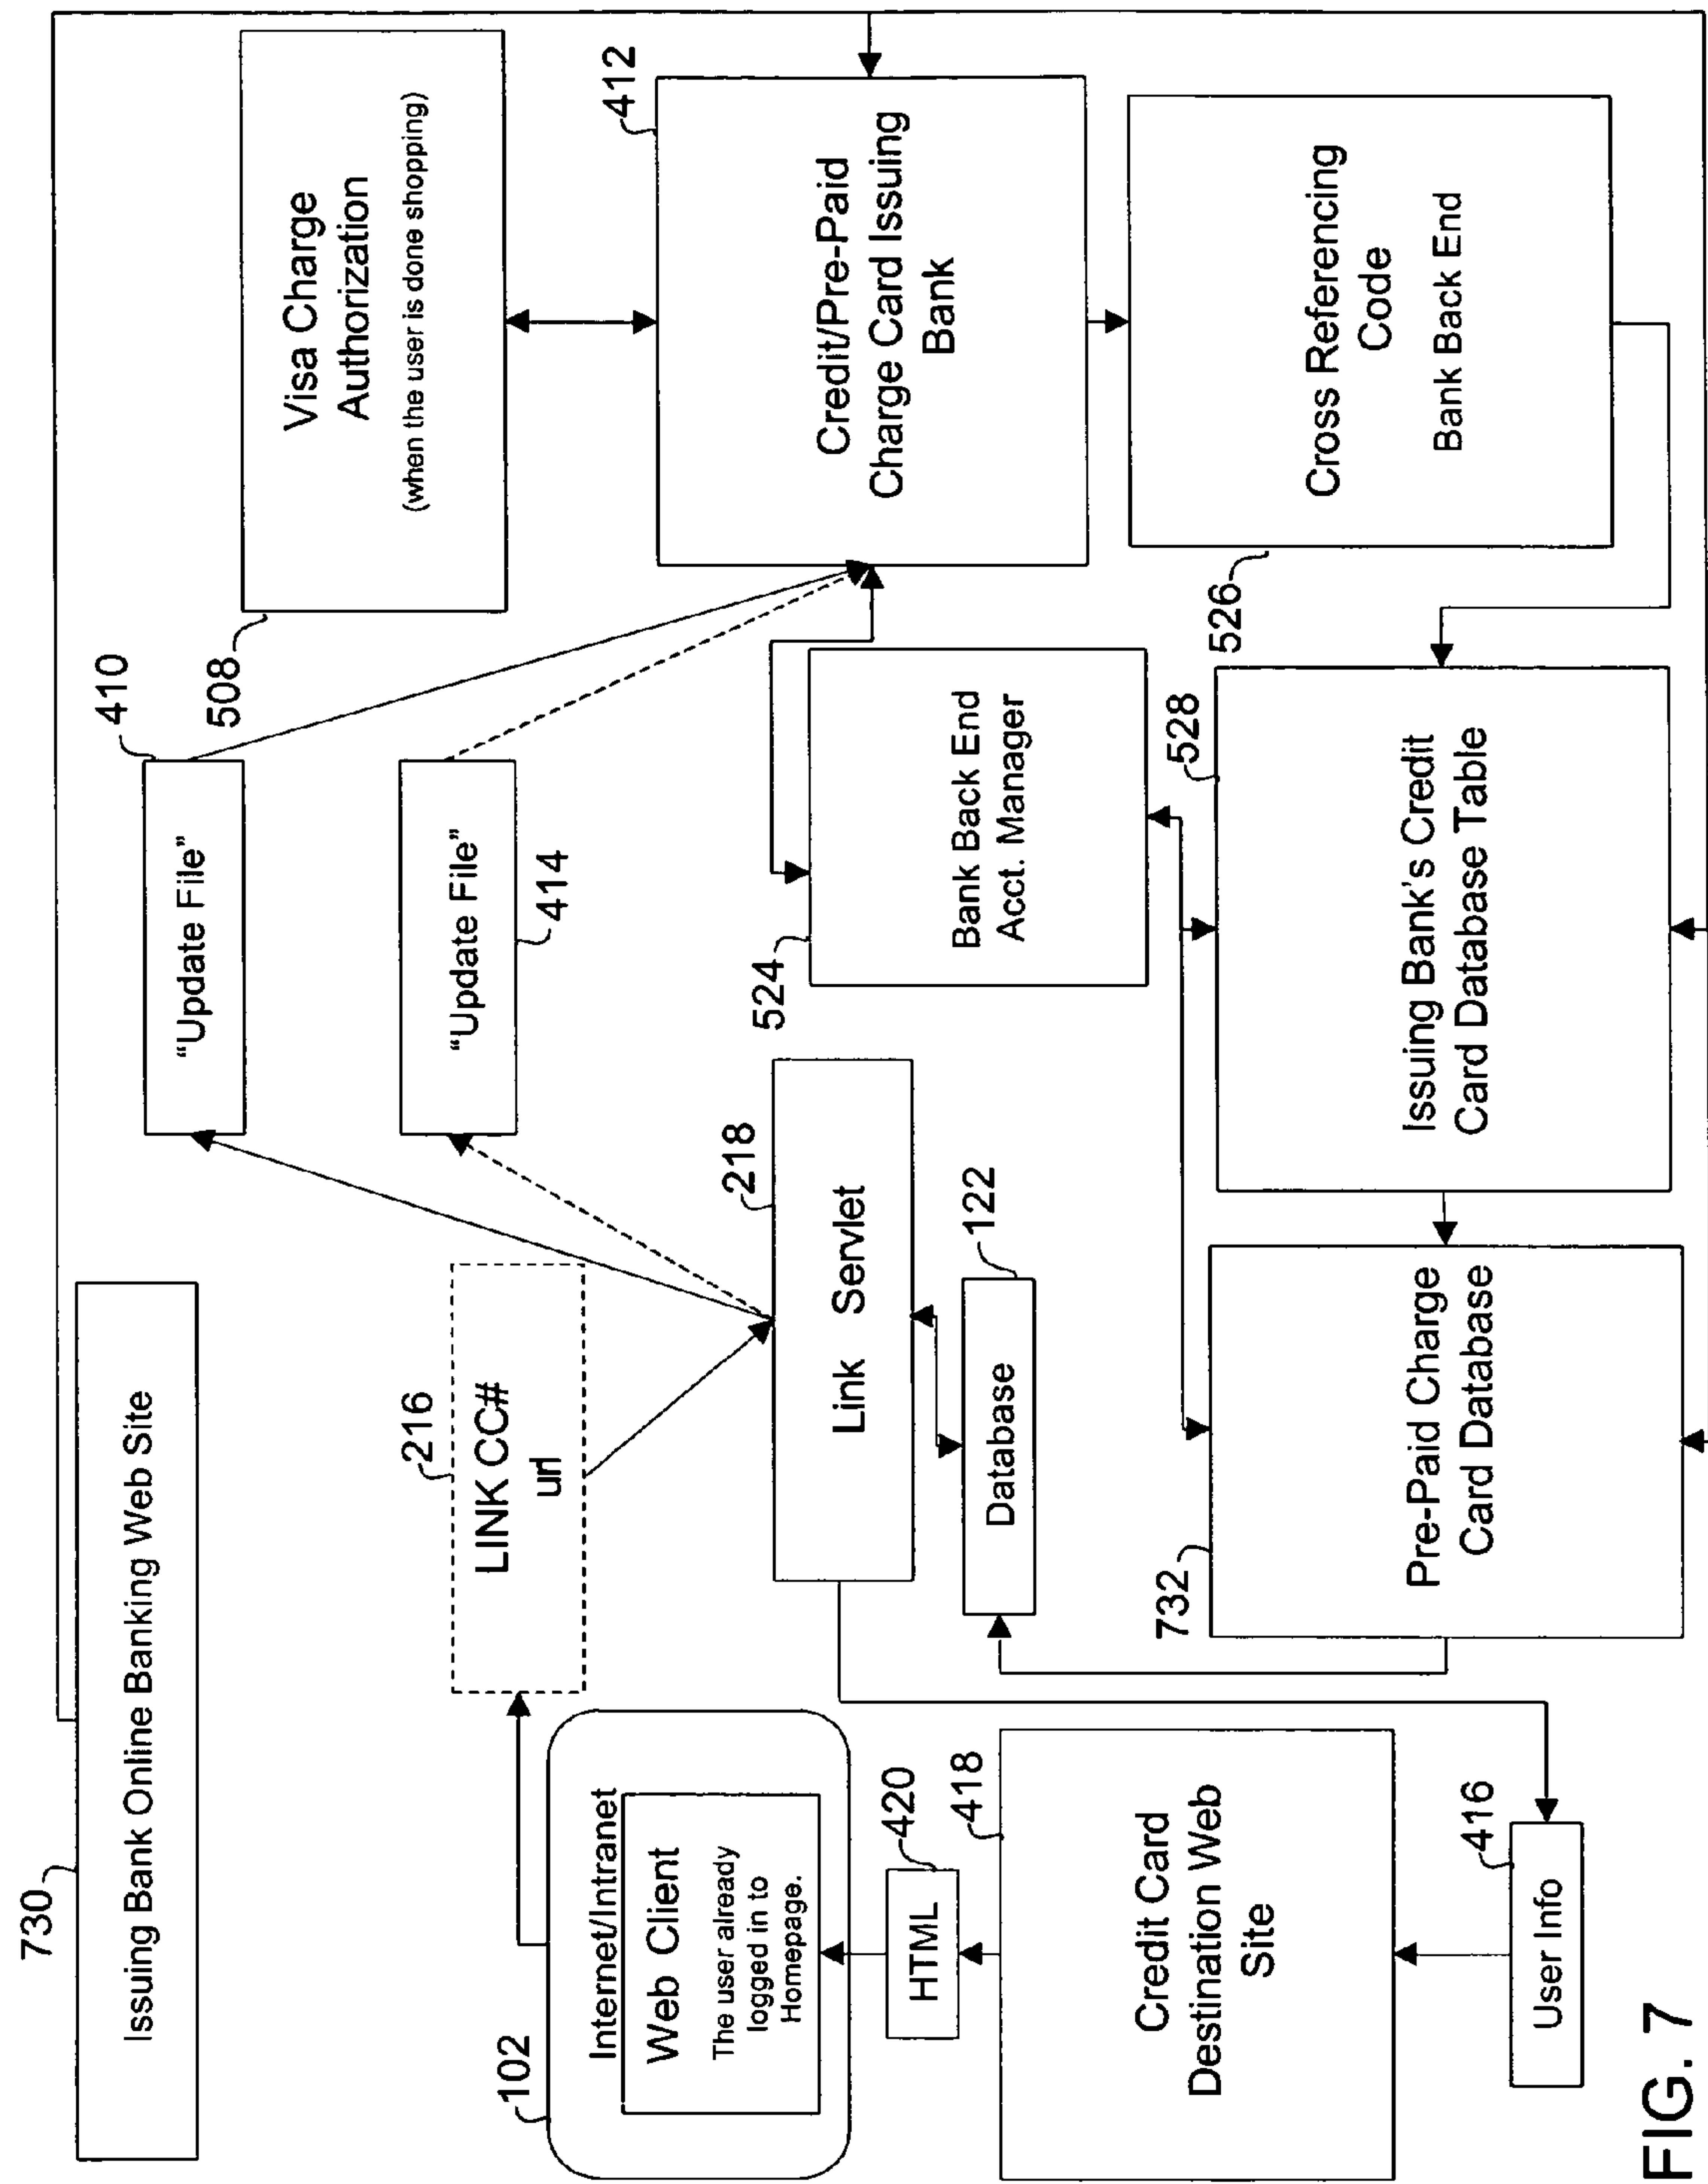 730
Issuing Bank Online Banking Web Site
102
Internet/Intranet
Web Client
The user already
logged in to
Homepage.
216
LINK CC#
url
410
"Update File"
"Update File"
414
508
Visa Charge
Authorization
(when the user is done shopping)
412
Credit/Pre-Paid
Charge Card Issuing
Bank
218
Link Servlet
122
Database
524
Bank Back End
Acct. Manager
420
HTML
418
Credit Card
Destination Web
Site
416
User Info
732
Pre-Paid Charge
Card Database
528
Issuing Bank's Credit
Card Database Table
526
Cross Referencing
Code
Bank Back End
FIG. 7